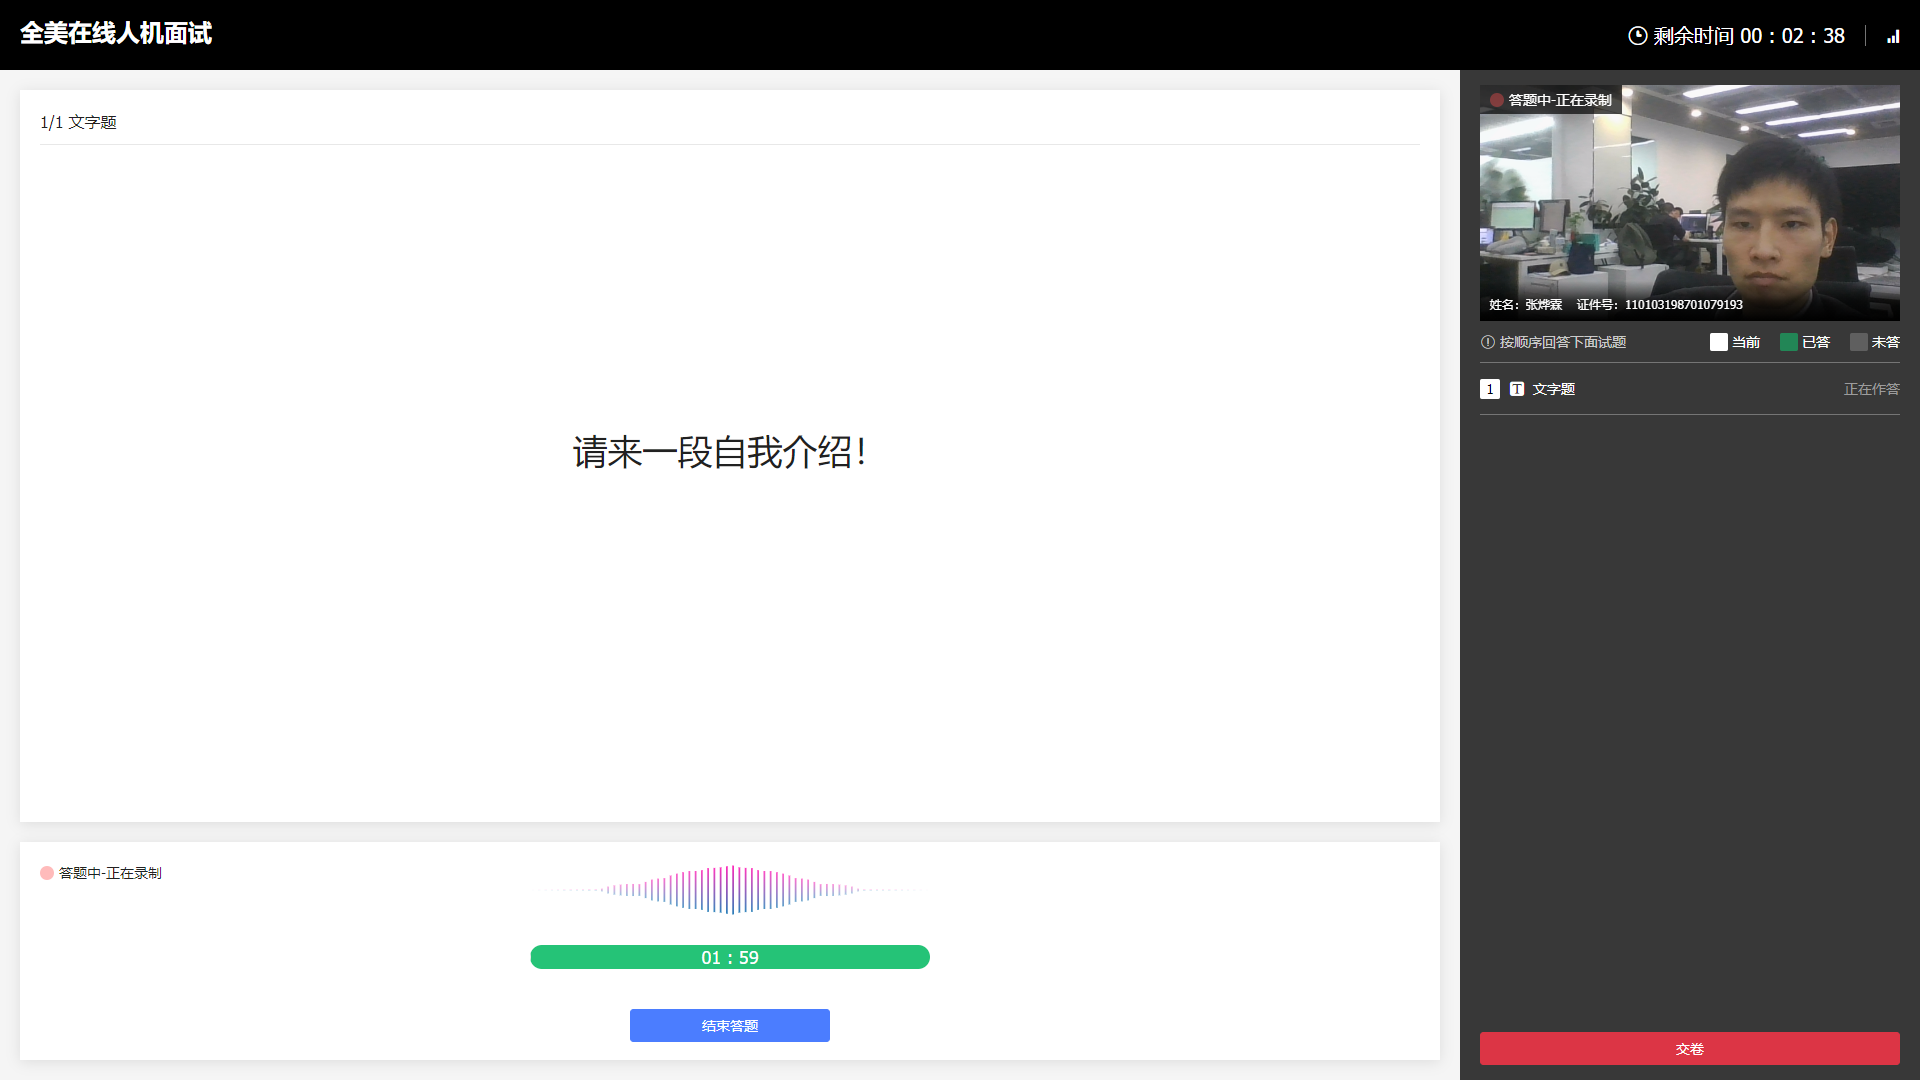 全美在线人机面试
剩余时间 00 : 02 : 38
1/1 文字题
请来一段自我介绍！
答题中-正在录制
01 : 59
结束答题
答题中-正在录制
姓名：张烨霖 证件号：110103198701079193
按顺序回答下面试题 当前 已答 未答
1 T 文字题 正在作答
交卷